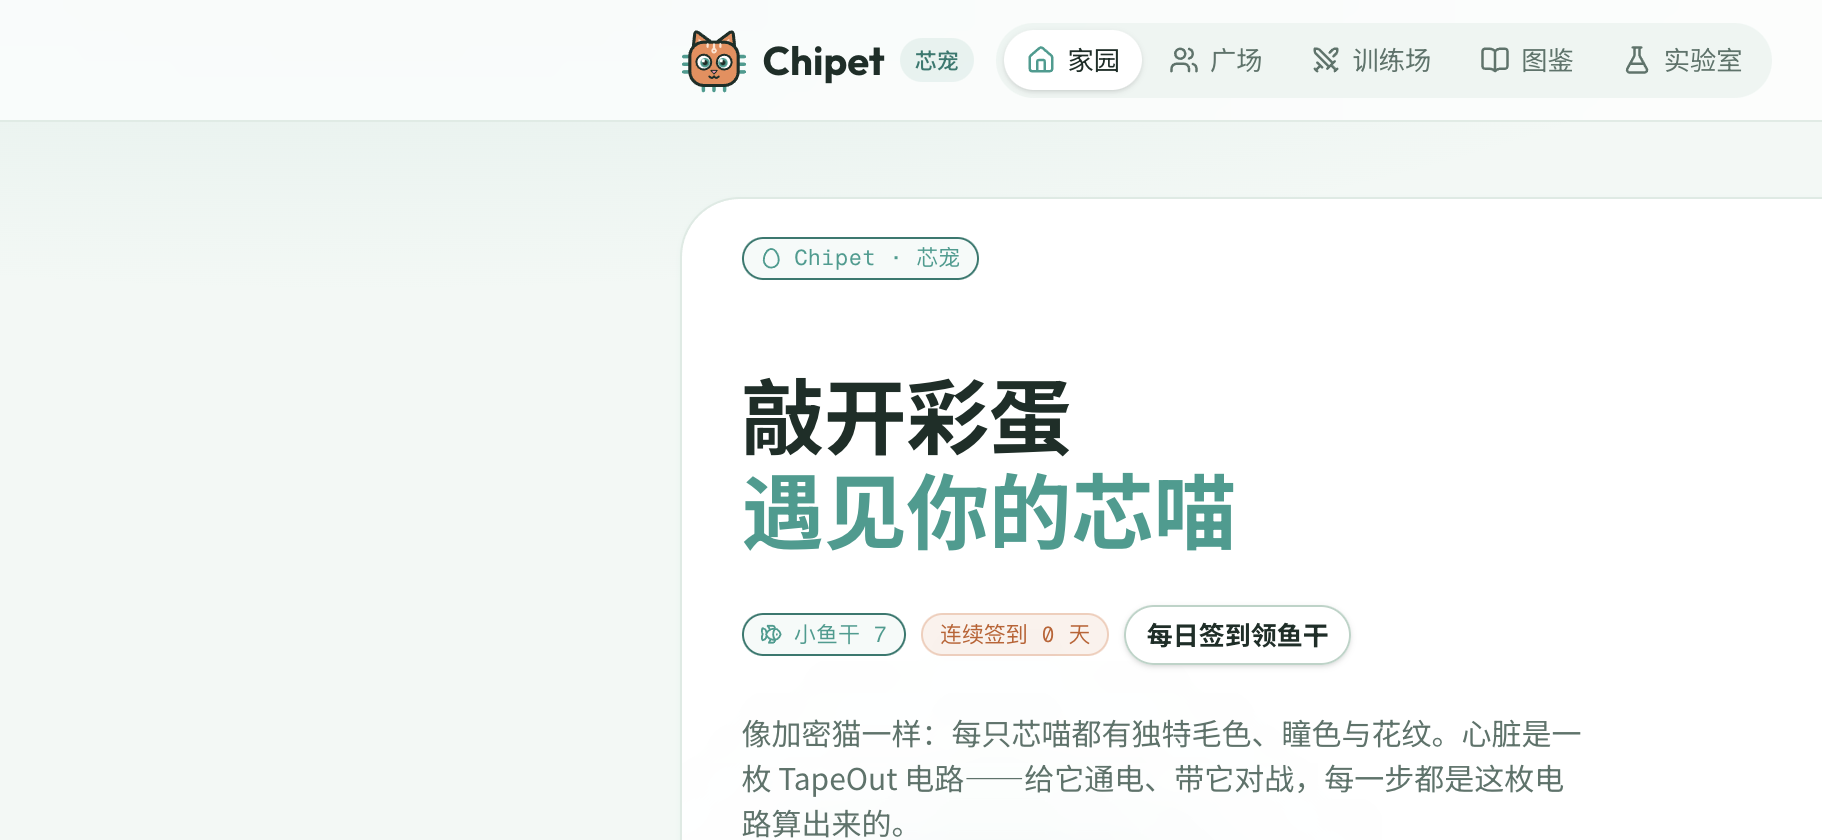 Chipet 芯宠 家园 广场 训练场 图鉴 实验室
Chipet · 芯宠
敲开彩蛋
遇见你的芯喵
小鱼干 7 连续签到 0 天 每日签到领鱼干
像加密猫一样：每只芯喵都有独特毛色、瞳色与花纹。心脏是一
枚 TapeOut 电路——给它通电、带它对战，每一步都是这枚电
路算出来的。